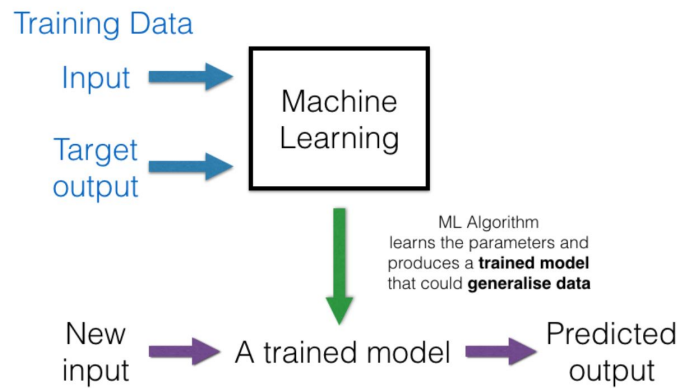 Training Data
Input
Target
output
Machine
Learning
ML Algorithm
learns the parameters and
produces a trained model
that could generalise data
New
input
A trained model
Predicted
output